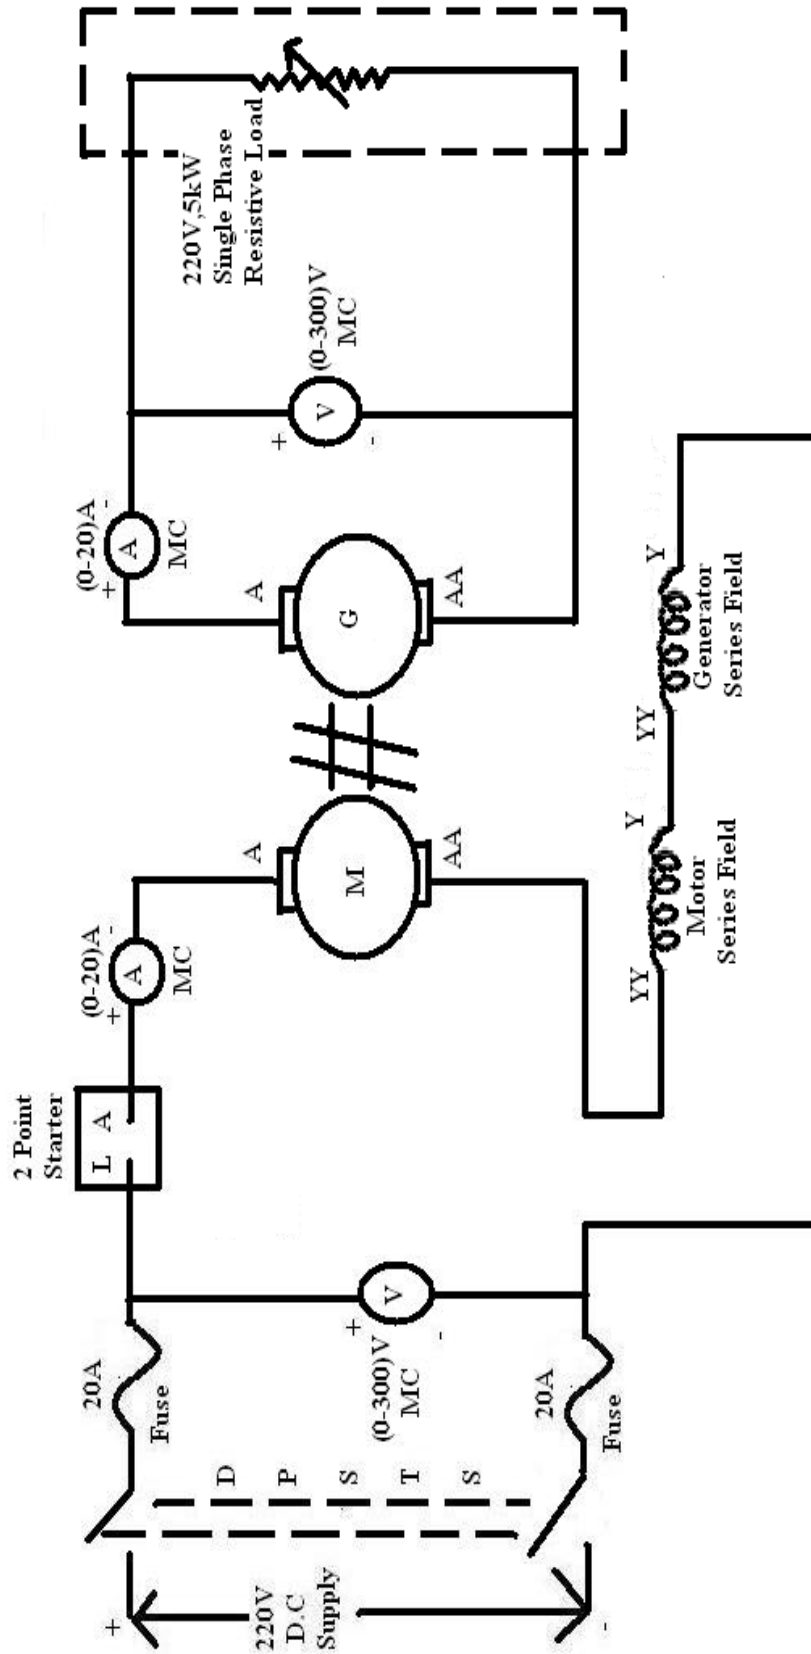 220V
D.C
Supply
+
-
D P S T S
20A
Fuse
20A
Fuse
+
V
-
(0-300)V
MC
2 Point
Starter
L A
(0-20)A
+
A
-
MC
A
M
AA
YY
Y
Motor
Series Field
YY
Y
Generator
Series Field
A
G
AA
(0-20)A
+
A
-
MC
+
V
-
(0-300)V
MC
220V,5kW
Single Phase
Resistive Load